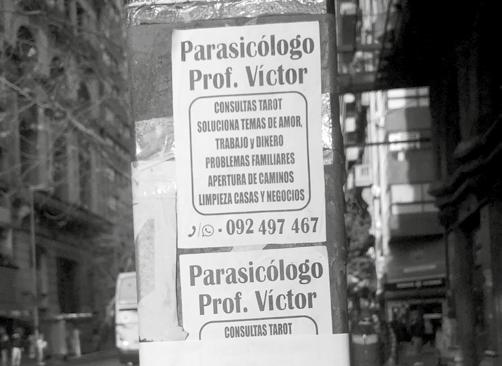 Parasicólogo
Prof. Víctor
CONSULTAS TAROT
SOLUCIONA TEMAS DE AMOR,
TRABAJO y DINERO
PROBLEMAS FAMILIARES
APERTURA DE CAMINOS
LIMPIEZA CASAS Y NEGOCIOS
- 092 497 467
Parasicólogo
Prof. Víctor
CONSULTAS TAROT